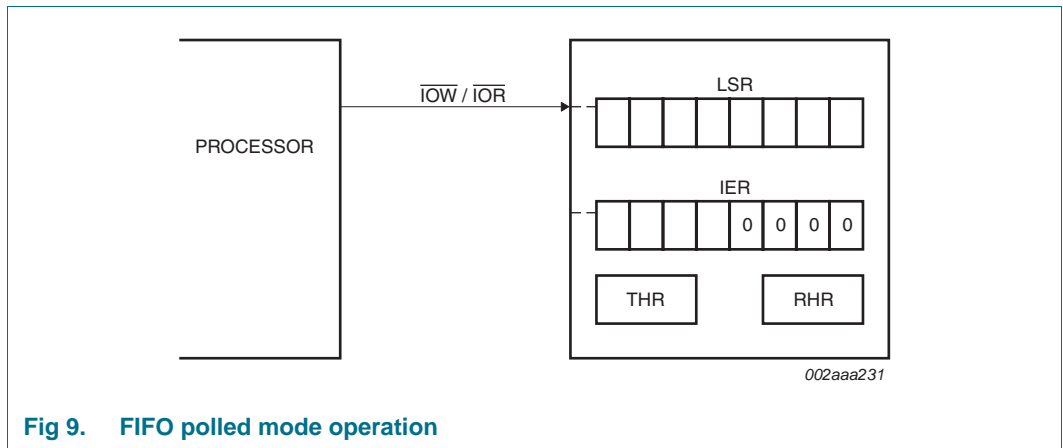 IOW / IOR
PROCESSOR
LSR
IER
0 0 0 0
THR RHR
002aaa231
Fig 9. FIFO polled mode operation